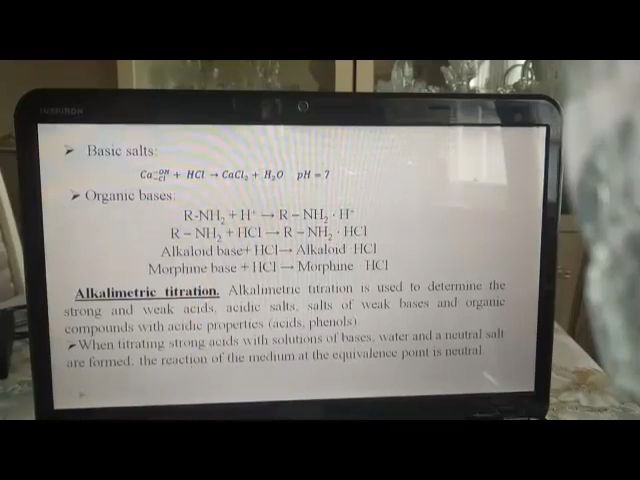 INSPIRON
➤ Basic salts:
Ca–OH–Cl + HCl → CaCl₂ + H₂O pH = 7
➤ Organic bases:
R-NH₂ + H⁺ → R – NH₂ · H⁺
R – NH₂ + HCl → R – NH₂ · HCl
Alkaloid base+ HCl→ Alkaloid · HCl
Morphine base + HCl → Morphine · HCl
Alkalimetric titration. Alkalimetric titration is used to determine the
strong and weak acids, acidic salts, salts of weak bases and organic
compounds with acidic properties (acids, phenols)
➤When titrating strong acids with solutions of bases, water and a neutral salt
are formed, the reaction of the medium at the equivalence point is neutral